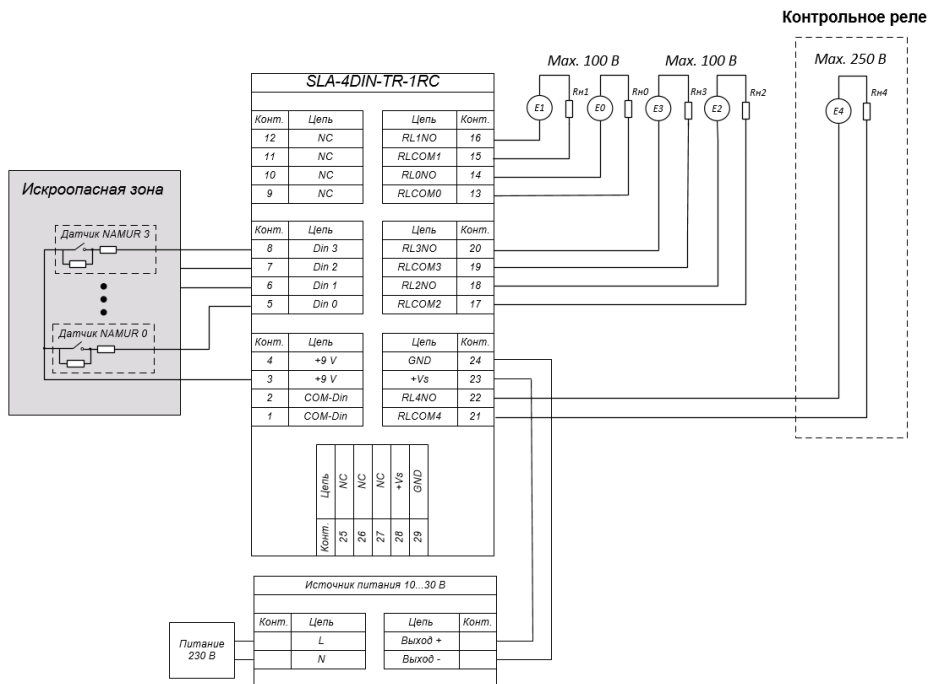 Контрольное реле
Max. 100 В
Max. 100 В
Max. 250 В
E1
Rн1
E0
Rн0
E3
Rн3
E2
Rн2
E4
Rн4
SLA-4DIN-TR-1RC
Конт. Цепь Цепь Конт.
12 NC RL1NO 16
11 NC RLCOM1 15
10 NC RL0NO 14
9 NC RLCOM0 13
Искроопасная зона
Датчик NAMUR 3
Датчик NAMUR 0
Конт. Цепь Цепь Конт.
8 Din 3 RL3NO 20
7 Din 2 RLCOM3 19
6 Din 1 RL2NO 18
5 Din 0 RLCOM2 17
Конт. Цепь Цепь Конт.
4 +9 V GND 24
3 +9 V +Vs 23
2 COM-Din RL4NO 22
1 COM-Din RLCOM4 21
Цепь NC NC NC +Vs GND
Конт. 25 26 27 28 29
Источник питания 10...30 В
Конт. Цепь Цепь Конт.
L Выход +
N Выход -
Питание
230 В